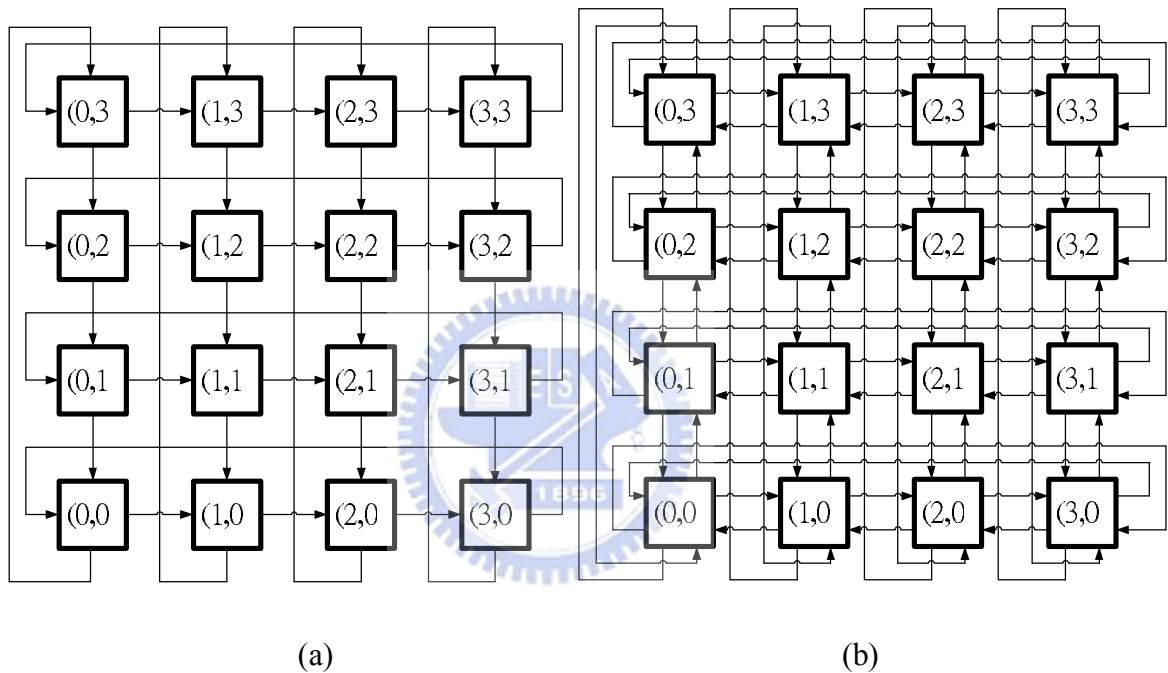 (0,3 (1,3 (2,3 (3,3 (0,3 (1,3 (2,3 (3,3
(0,2 (1,2 (2,2 (3,2 (0,2 (1,2 (2,2 (3,2
(0,1 (1,1 (2,1 (3,1 (0,1 (1,1 (2,1 (3,1
(0,0 (1,0 (2,0 (3,0 (0,0 (1,0 (2,0 (3,0
E S
1896
(a) (b)